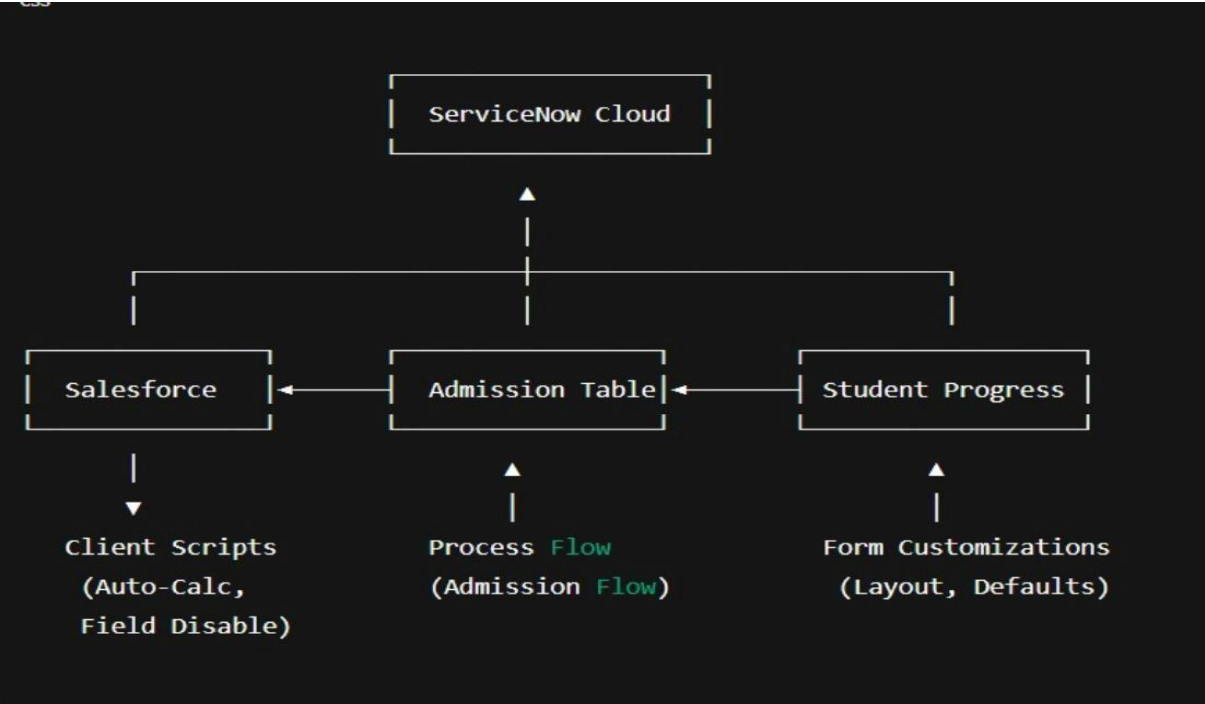 css
ServiceNow Cloud
Salesforce
Admission Table
Student Progress
Client Scripts
(Auto-Calc,
Field Disable)
Process Flow
(Admission Flow)
Form Customizations
(Layout, Defaults)